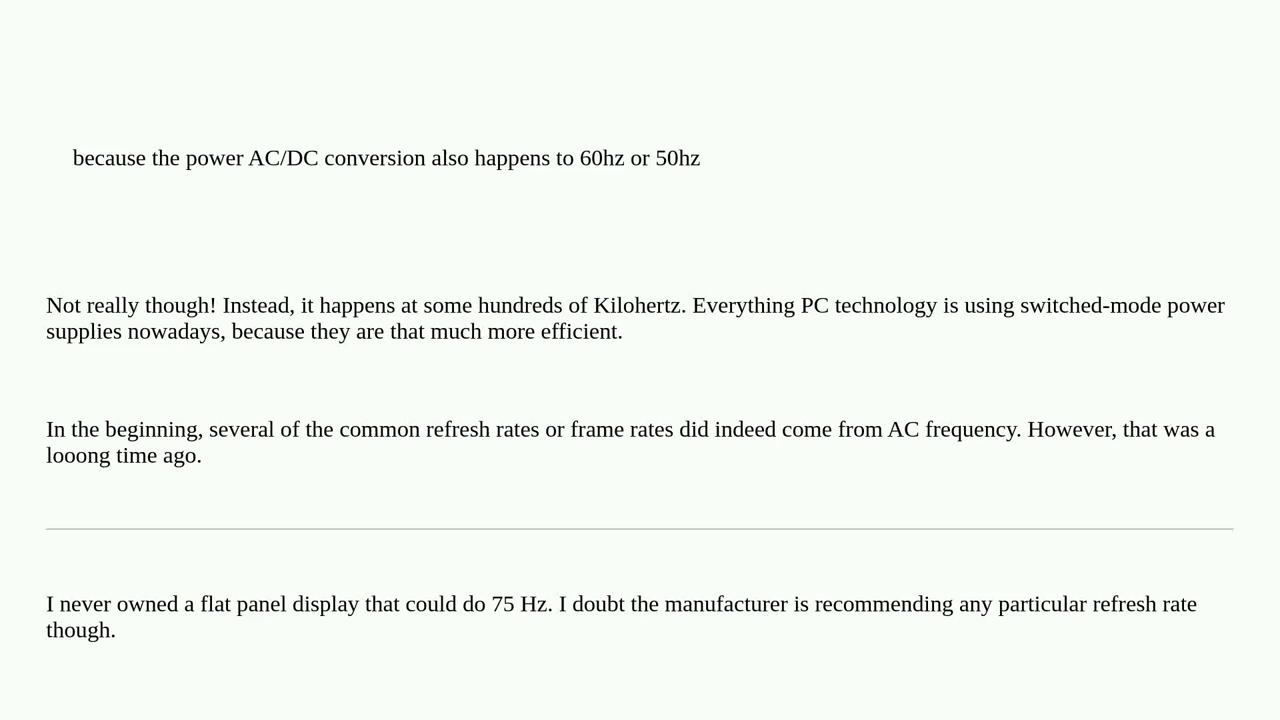 because the power AC/DC conversion also happens to 60hz or 50hz
Not really though! Instead, it happens at some hundreds of Kilohertz. Everything PC technology is using switched-mode power
supplies nowadays, because they are that much more efficient.
In the beginning, several of the common refresh rates or frame rates did indeed come from AC frequency. However, that was a
looong time ago.
I never owned a flat panel display that could do 75 Hz. I doubt the manufacturer is recommending any particular refresh rate
though.